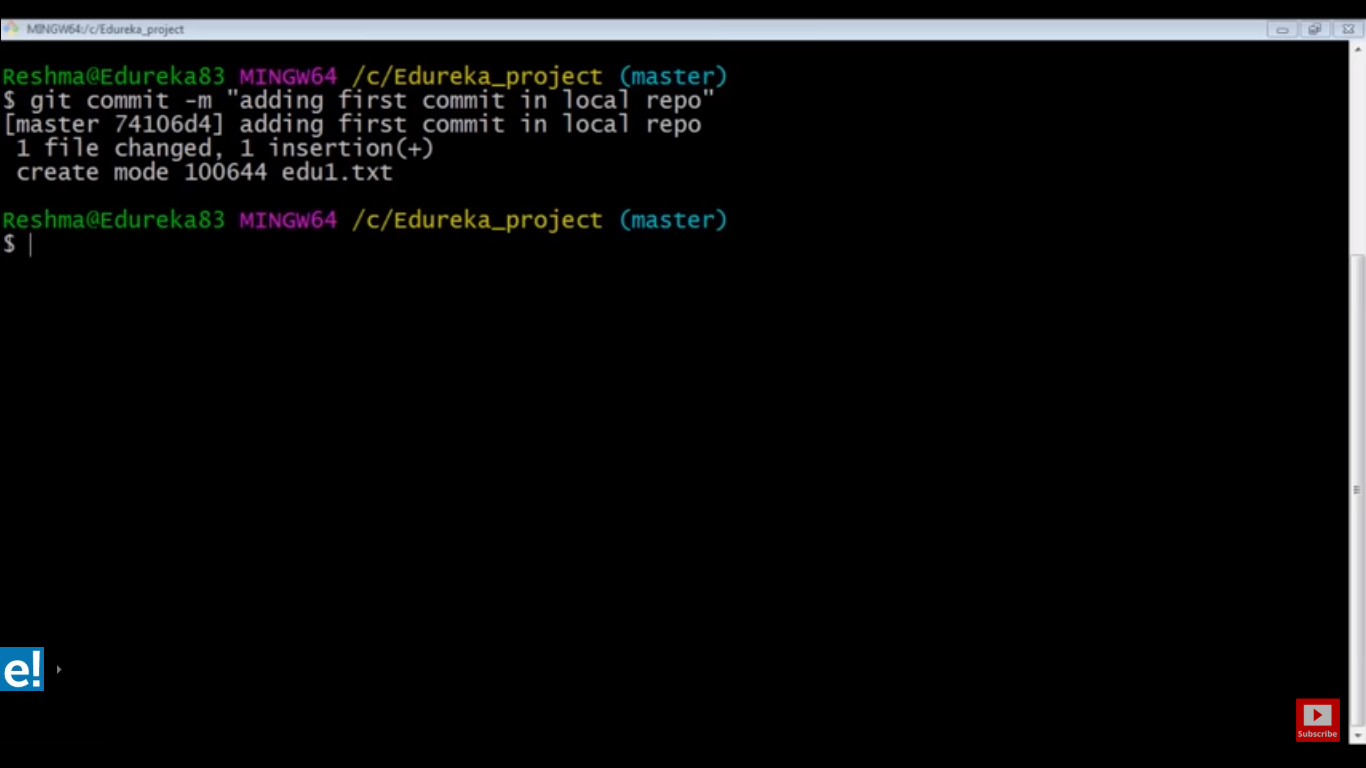 MINGW64:/c/Edureka_project
Reshma@Edureka83 MINGW64 /c/Edureka_project (master)
$ git commit -m "adding first commit in local repo"
[master 74106d4] adding first commit in local repo
1 file changed, 1 insertion(+)
create mode 100644 edu1.txt
Reshma@Edureka83 MINGW64 /c/Edureka_project (master)
$
e!
Subscribe